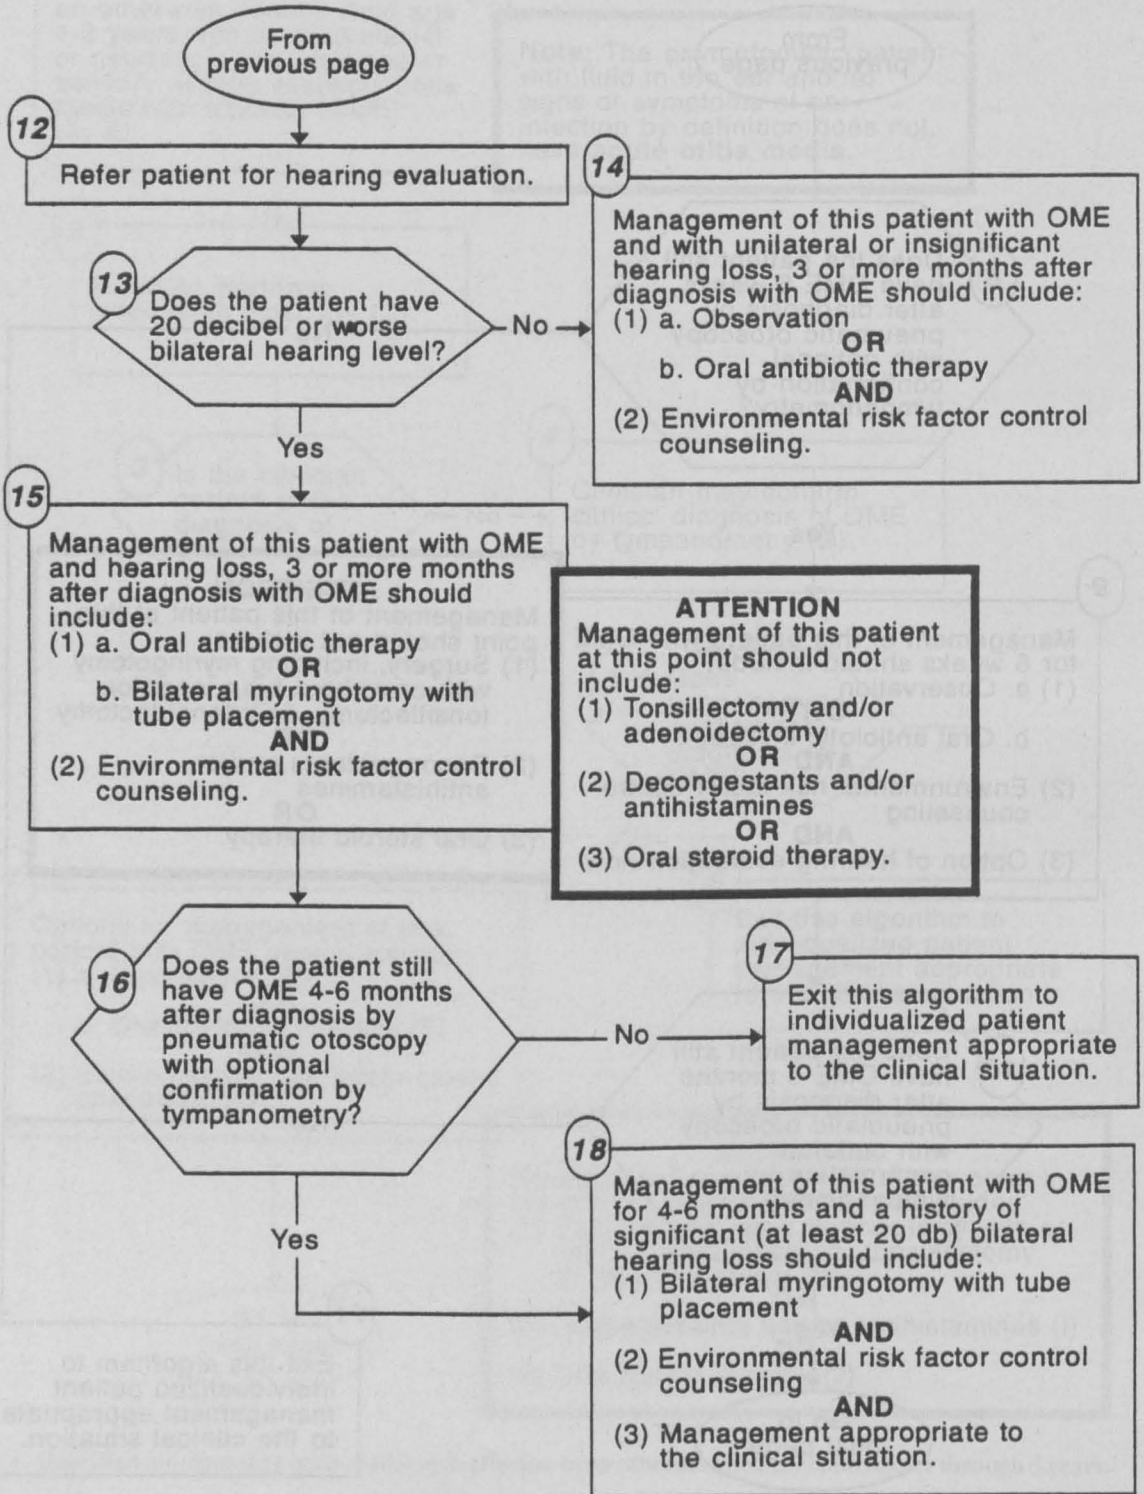 From
previous page
12
Refer patient for hearing evaluation.
13
Does the patient have
20 decibel or worse
bilateral hearing level?
No
Yes
14
Management of this patient with OME
and with unilateral or insignificant
hearing loss, 3 or more months after
diagnosis with OME should include:
(1) a. Observation
OR
b. Oral antibiotic therapy
AND
(2) Environmental risk factor control
counseling.
15
Management of this patient with OME
and hearing loss, 3 or more months
after diagnosis with OME should
include:
(1) a. Oral antibiotic therapy
OR
b. Bilateral myringotomy with
tube placement
AND
(2) Environmental risk factor control
counseling.
ATTENTION
Management of this patient
at this point should not
include:
(1) Tonsillectomy and/or
adenoidectomy
OR
(2) Decongestants and/or
antihistamines
OR
(3) Oral steroid therapy.
16
Does the patient still
have OME 4-6 months
after diagnosis by
pneumatic otoscopy
with optional
confirmation by
tympanometry?
No
Yes
17
Exit this algorithm to
individualized patient
management appropriate
to the clinical situation.
18
Management of this patient with OME
for 4-6 months and a history of
significant (at least 20 db) bilateral
hearing loss should include:
(1) Bilateral myringotomy with tube
placement
AND
(2) Environmental risk factor control
counseling
AND
(3) Management appropriate to
the clinical situation.